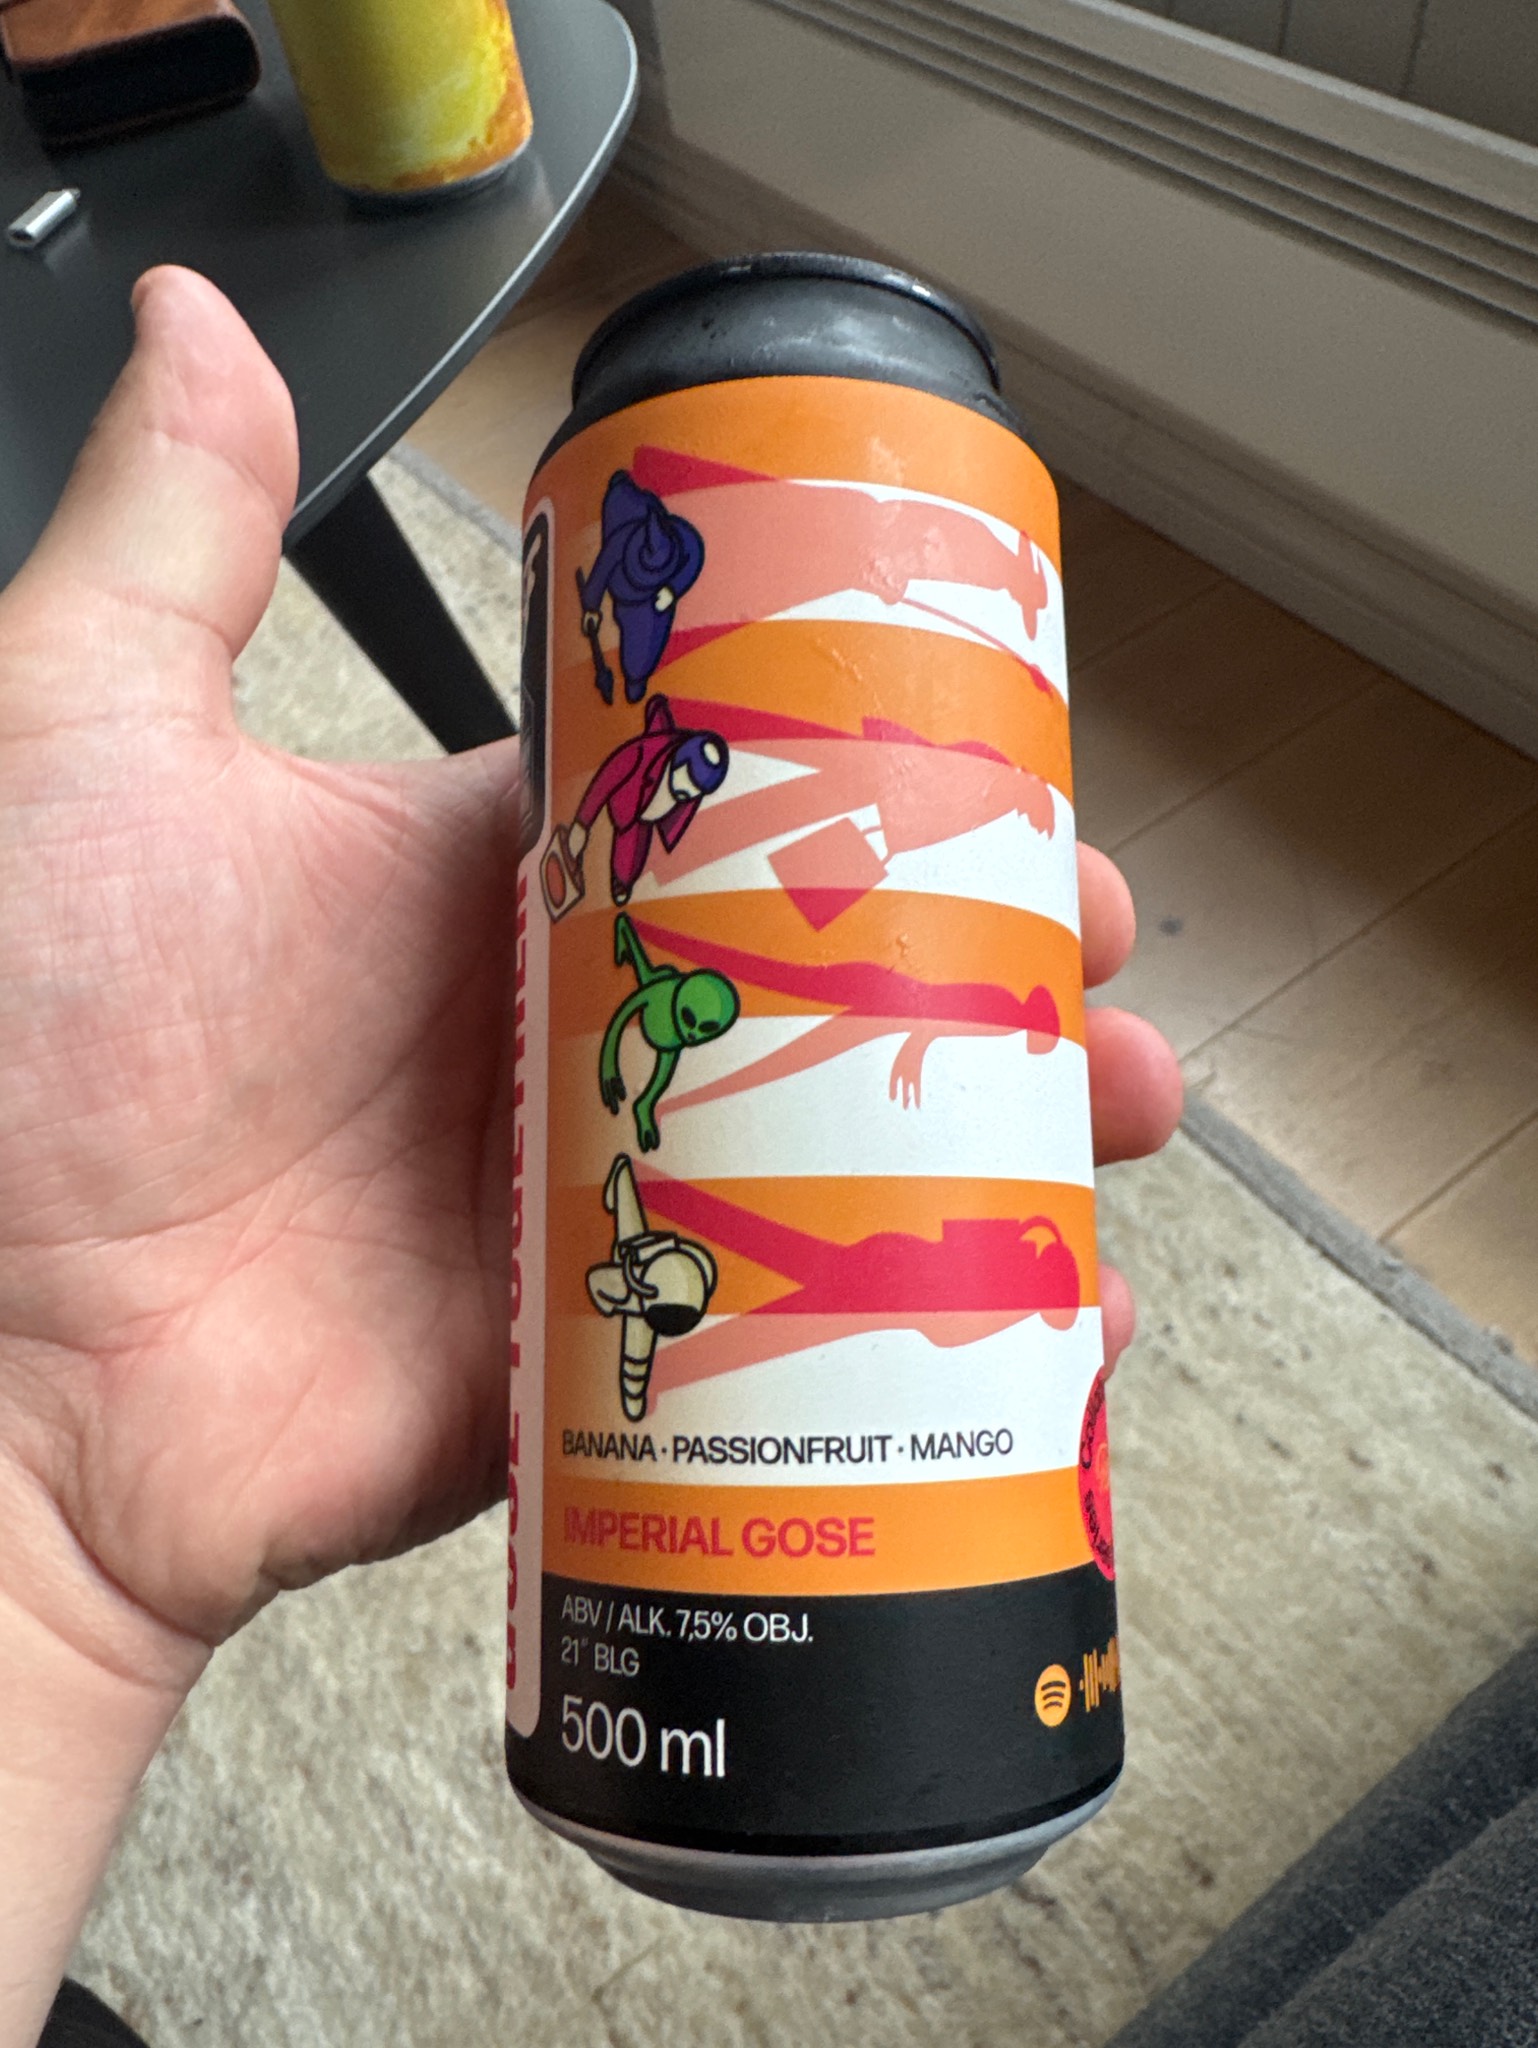 BANANA · PASSIONFRUIT · MANGO
IMPERIAL GOSE
ABV / ALK. 7,5% OBJ.
21° BLG
500 ml